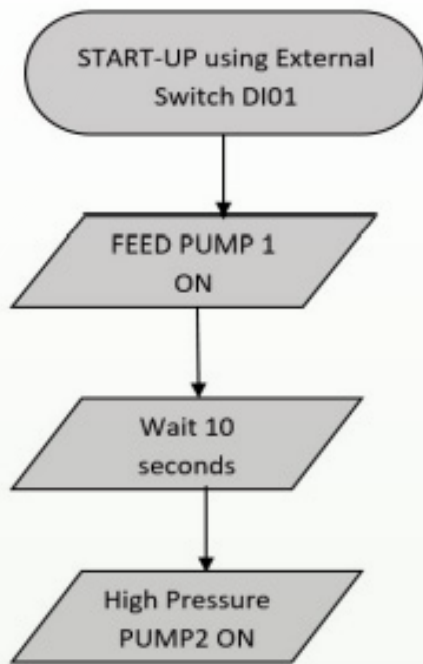 START-UP using External
Switch DI01
FEED PUMP 1
ON
Wait 10
seconds
High Pressure
PUMP2 ON